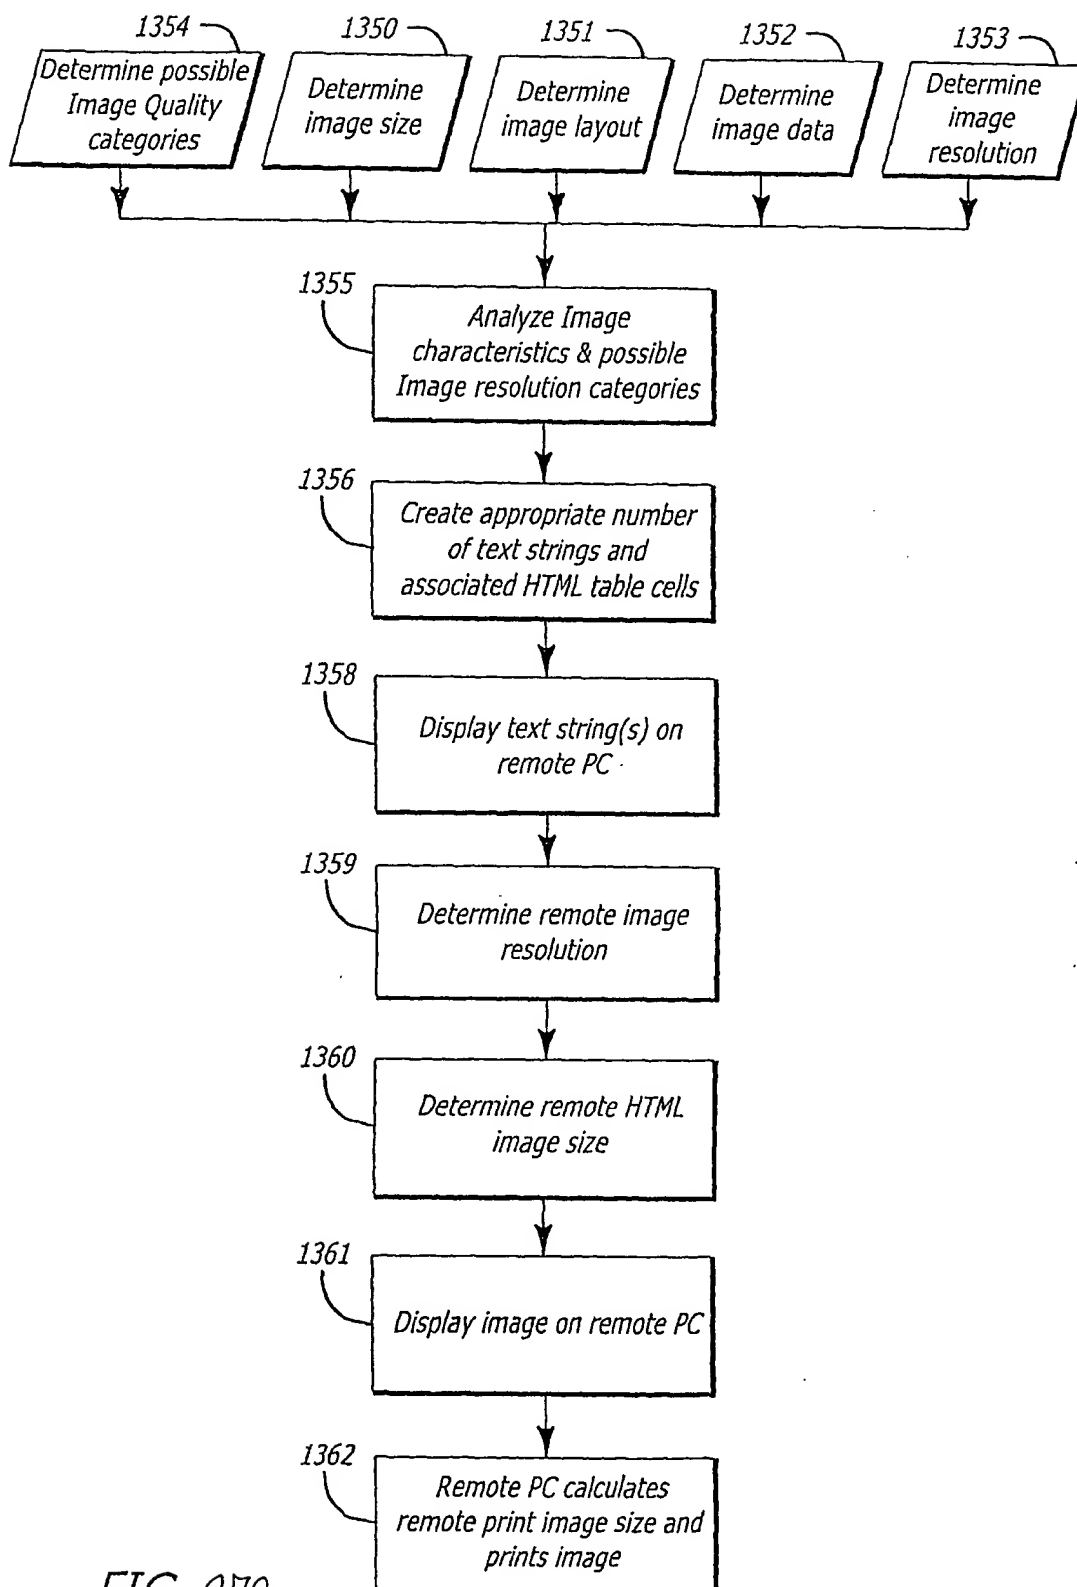 1354
1350
1351
1352
1353
Determine possible
Image Quality
categories
Determine
image size
Determine
image layout
Determine
image data
Determine
image
resolution
1355
Analyze Image
characteristics & possible
Image resolution categories
1356
Create appropriate number
of text strings and
associated HTML table cells
1358
Display text string(s) on
remote PC
1359
Determine remote image
resolution
1360
Determine remote HTML
image size
1361
Display image on remote PC
1362
Remote PC calculates
remote print image size and
prints image
FIG.